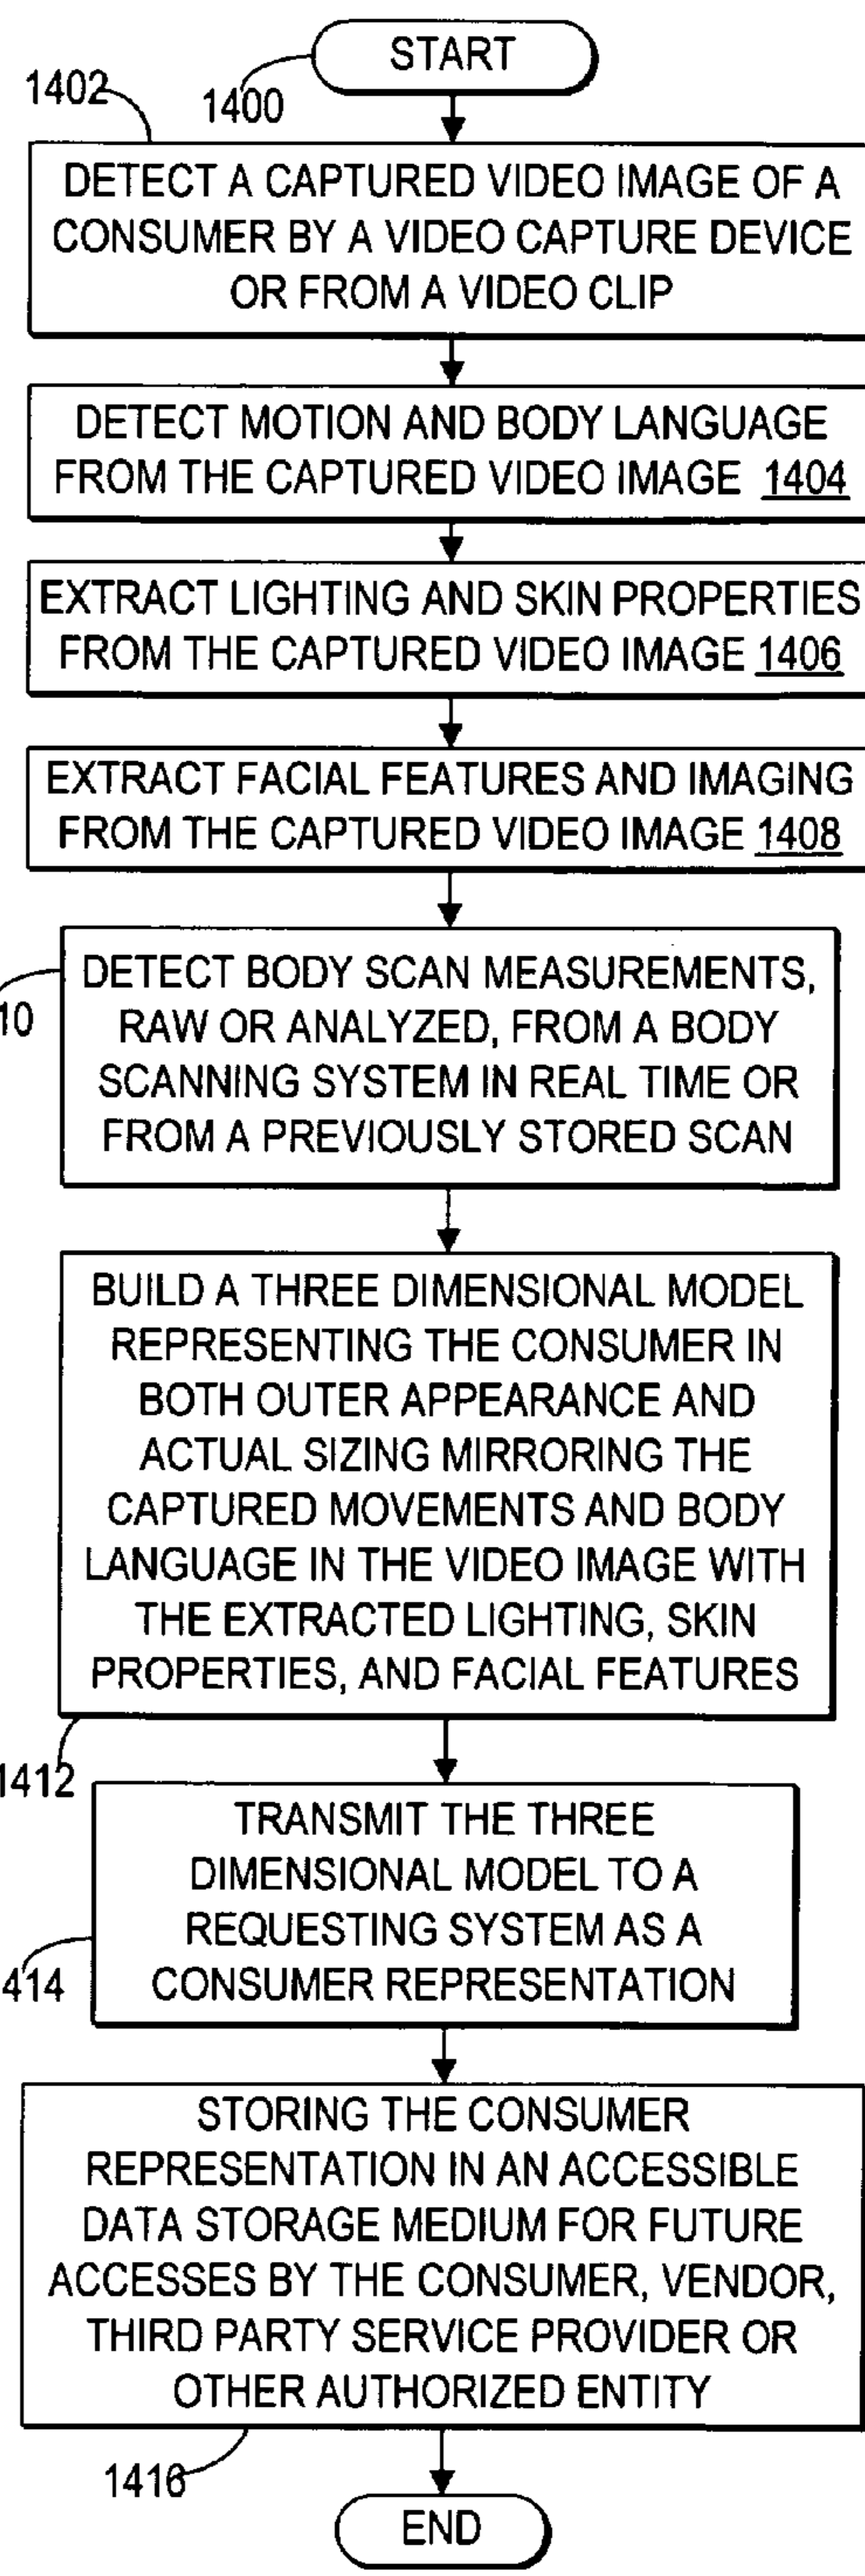 START
1400
1402
DETECT A CAPTURED VIDEO IMAGE OF A
CONSUMER BY A VIDEO CAPTURE DEVICE
OR FROM A VIDEO CLIP
DETECT MOTION AND BODY LANGUAGE
FROM THE CAPTURED VIDEO IMAGE 1404
EXTRACT LIGHTING AND SKIN PROPERTIES
FROM THE CAPTURED VIDEO IMAGE 1406
EXTRACT FACIAL FEATURES AND IMAGING
FROM THE CAPTURED VIDEO IMAGE 1408
10
DETECT BODY SCAN MEASUREMENTS,
RAW OR ANALYZED, FROM A BODY
SCANNING SYSTEM IN REAL TIME OR
FROM A PREVIOUSLY STORED SCAN
BUILD A THREE DIMENSIONAL MODEL
REPRESENTING THE CONSUMER IN
BOTH OUTER APPEARANCE AND
ACTUAL SIZING MIRRORING THE
CAPTURED MOVEMENTS AND BODY
LANGUAGE IN THE VIDEO IMAGE WITH
THE EXTRACTED LIGHTING, SKIN
PROPERTIES, AND FACIAL FEATURES
1412
TRANSMIT THE THREE
DIMENSIONAL MODEL TO A
REQUESTING SYSTEM AS A
CONSUMER REPRESENTATION
414
STORING THE CONSUMER
REPRESENTATION IN AN ACCESSIBLE
DATA STORAGE MEDIUM FOR FUTURE
ACCESSES BY THE CONSUMER, VENDOR,
THIRD PARTY SERVICE PROVIDER OR
OTHER AUTHORIZED ENTITY
1416
END